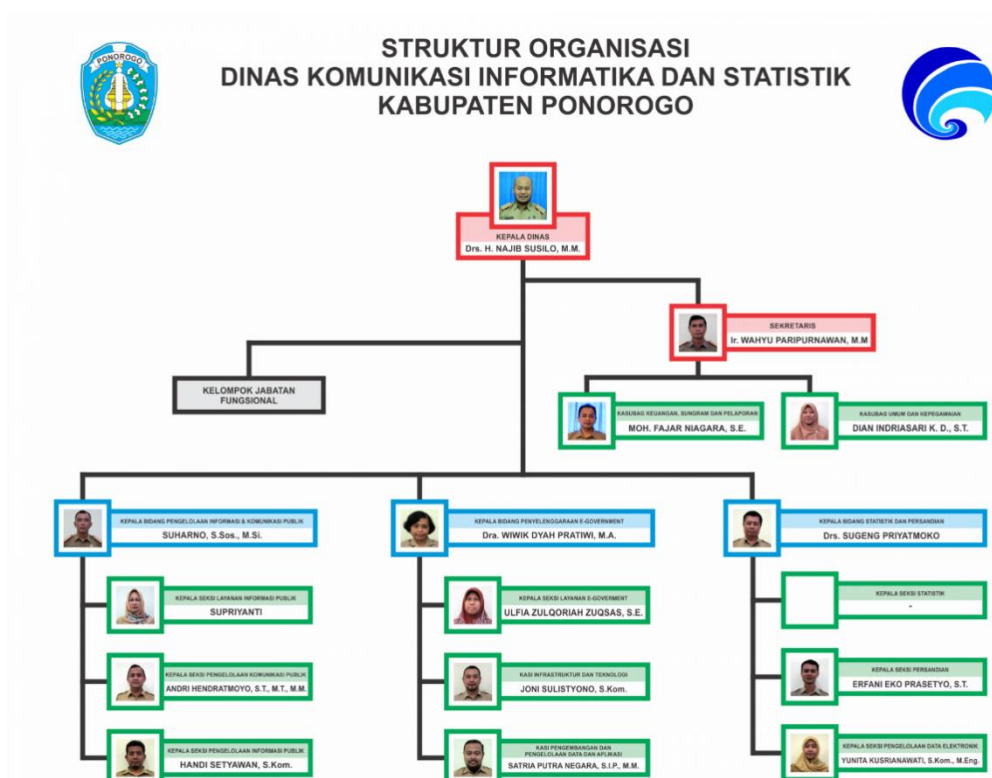 PONOROGO
STRUKTUR ORGANISASI
DINAS KOMUNIKASI INFORMATIKA DAN STATISTIK
KABUPATEN PONOROGO
KEPALA DINAS
Drs. H. NAJIB SUSILO, M.M.
SEKRETARIS
Ir. WAHYU PARIPURNAWAN, M.M
KELOMPOK JABATAN
FUNGSIONAL
KASUBAG KEUANGAN, SUNGRAM DAN PELAPORAN
MOH. FAJAR NIAGARA, S.E.
KASUBAG UMUM DAN KEPEGAWAIAN
DIAN INDRIASARI K. D., S.T.
KEPALA BIDANG PENGELOLAAN INFORMASI & KOMUNIKASI PUBLIK
SUHARNO, S.Sos., M.Si.
KEPALA BIDANG PENYELENGGARAAN E-GOVERNMENT
Dra. WIWIK DYAH PRATIWI, M.A.
KEPALA BIDANG STATISTIK DAN PERSANDIAN
Drs. SUGENG PRIYATMOKO
KEPALA SEKSI LAYANAN INFORMASI PUBLIK
SUPRIYANTI
KEPALA SEKSI LAYANAN E-GOVERMENT
ULFIA ZULQORIAH ZUQSAS, S.E.
KEPALA SEKSI STATISTIK
-
KEPALA SEKSI PENGELOLAAN KOMUNIKASI PUBLIK
ANDRI HENDRATMOYO, S.T., M.T., M.M.
KASI INFRASTRUKTUR DAN TEKNOLOGI
JONI SULISTYONO, S.Kom.
KEPALA SEKSI PERSANDIAN
ERFANI EKO PRASETYO, S.T.
KEPALA SEKSI PENGELOLAAN INFORMASI PUBLIK
HANDI SETYAWAN, S.Kom.
KASI PENGEMBANGAN DAN
PENGELOLAAN DATA DAN APLIKASI
SATRIA PUTRA NEGARA, S.I.P., M.M.
KEPALA SEKSI PENGELOLAAN DATA ELEKTRONIK
YUNITA KUSRIANAWATI, S.Kom., M.Eng.